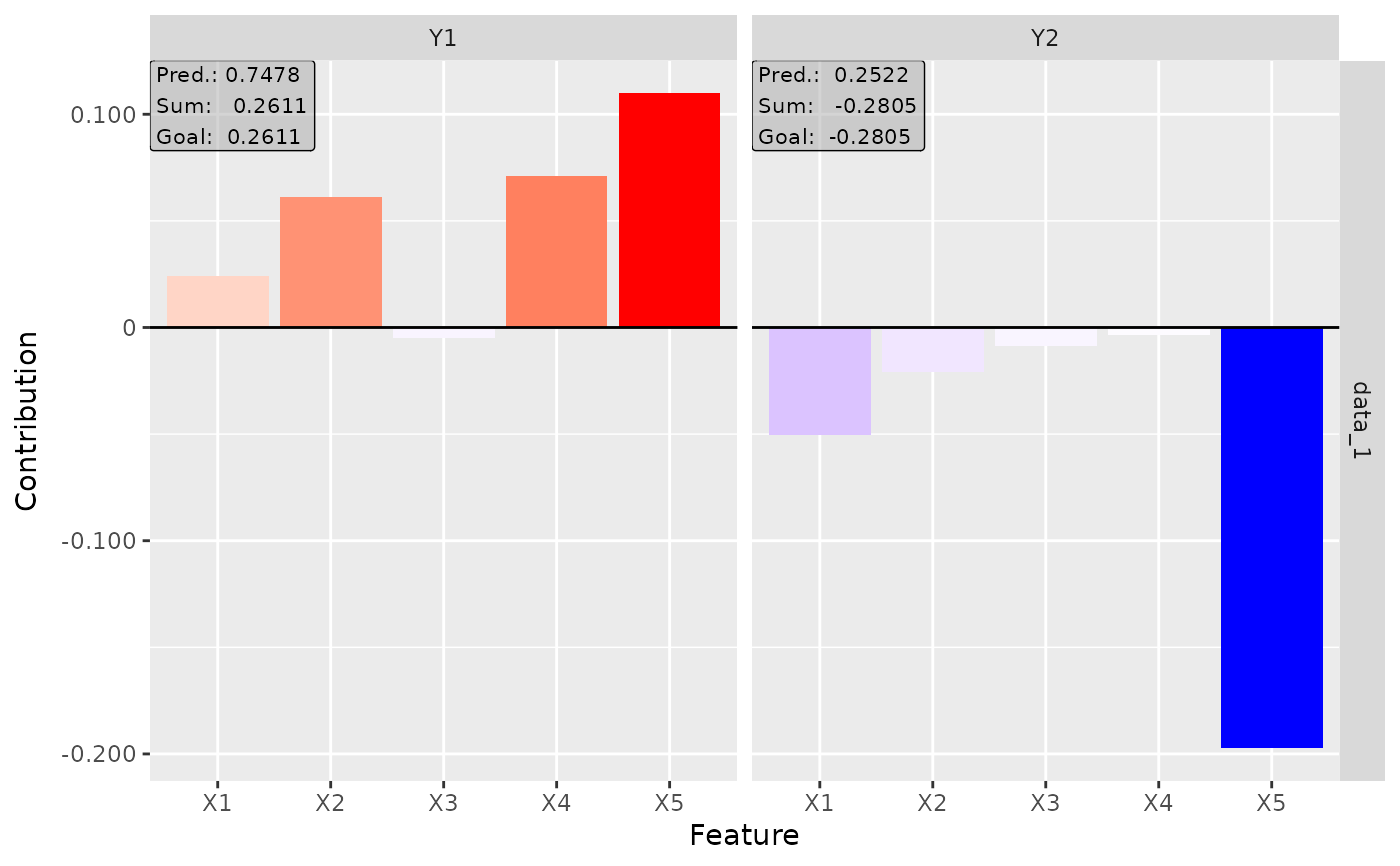 Y1
Y2
Pred.: 0.7478
Sum: 0.2611
Goal: 0.2611
Pred.: 0.2522
Sum: -0.2805
Goal: -0.2805
0.100
0
-0.100
-0.200
Contribution
data_1
X1 X2 X3 X4 X5
X1 X2 X3 X4 X5
Feature